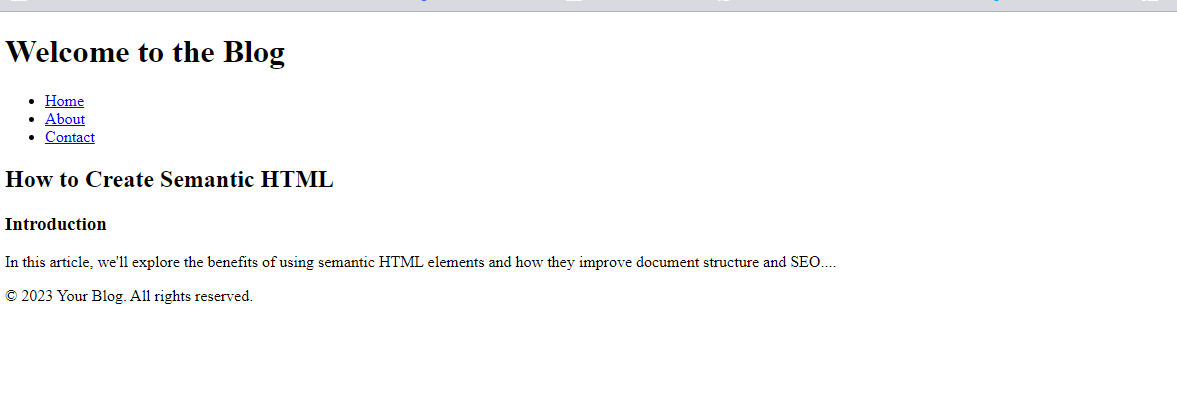 Welcome to the Blog
Home
About
Contact
How to Create Semantic HTML
Introduction
In this article, we'll explore the benefits of using semantic HTML elements and how they improve document structure and SEO....
© 2023 Your Blog. All rights reserved.